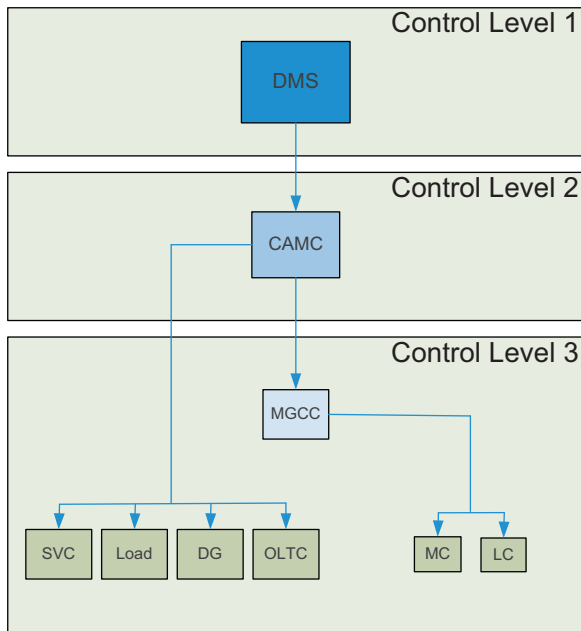 Control Level 1
DMS
Control Level 2
CAMC
Control Level 3
MGCC
SVC
Load
DG
OLTC
MC
LC